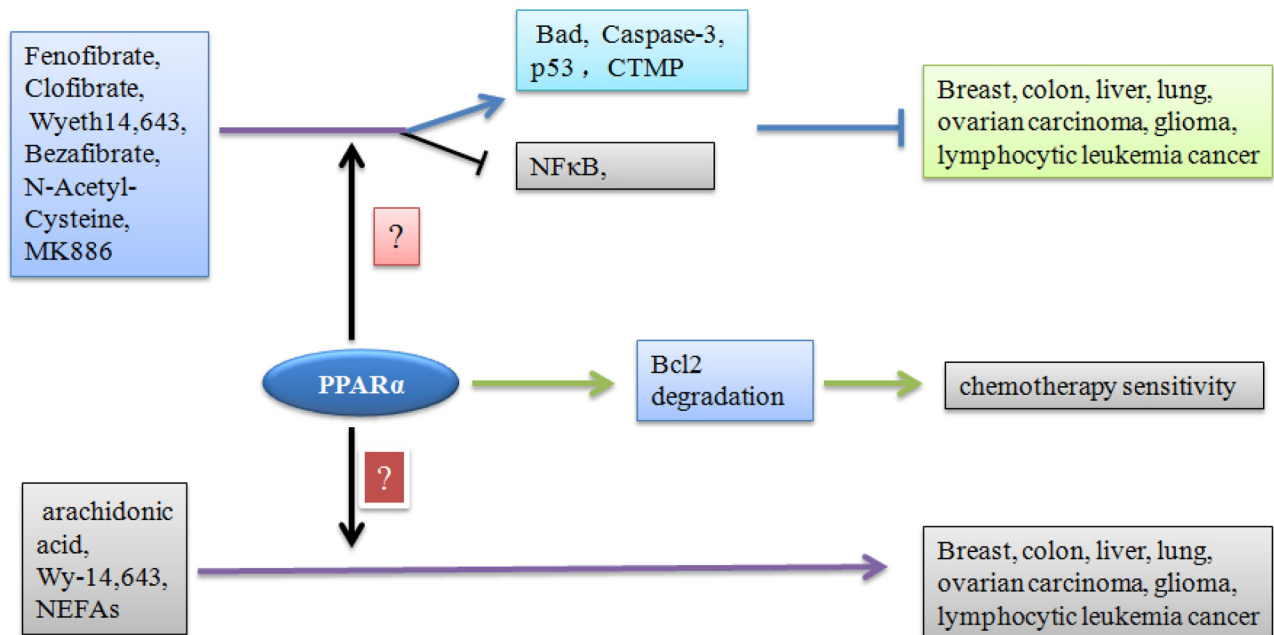 Fenofibrate,
Clofibrate,
Wyeth14,643,
Bezafibrate,
N-Acetyl-
Cysteine,
MK886
Bad, Caspase-3,
p53 , CTMP
NFκB,
Breast, colon, liver, lung,
ovarian carcinoma, glioma,
lymphocytic leukemia cancer
?
PPARα
Bcl2
degradation
chemotherapy sensitivity
?
arachidonic
acid,
Wy-14,643,
NEFAs
Breast, colon, liver, lung,
ovarian carcinoma, glioma,
lymphocytic leukemia cancer